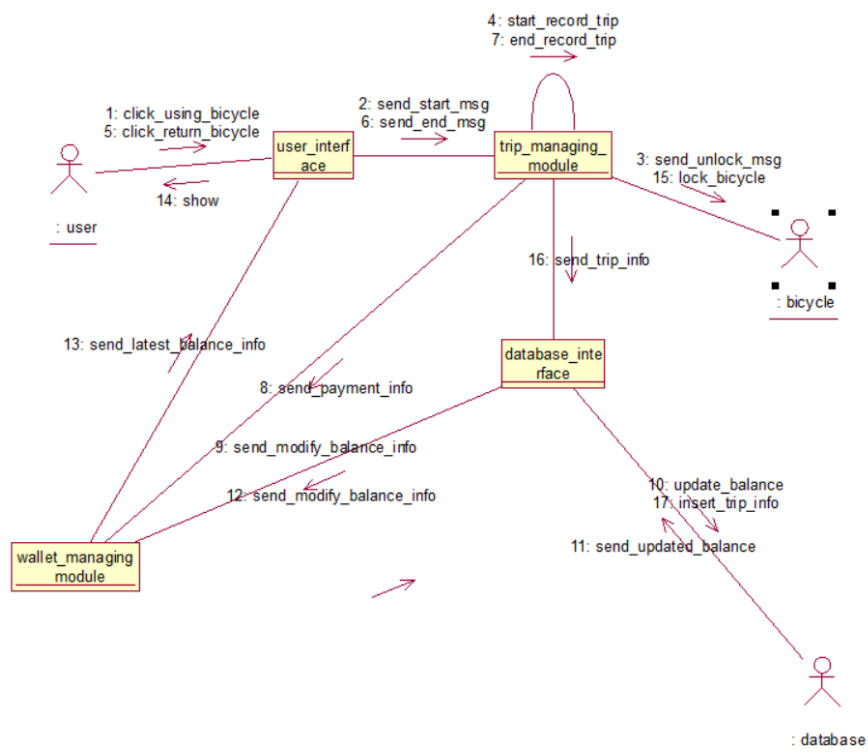 4: start_record_trip
7: end_record_trip
1: click_using_bicycle
5: click_return_bicycle
2: send_start_msg
6: send_end_msg
user_interf
ace
trip_managing_
module
3: send_unlock_msg
15: lock_bicycle
14: show
: user
16: send_trip_info
: bicycle
13: send_latest_balance_info
database_inte
rface
8: send_payment_info
9: send_modify_balance_info
12: send_modify_balance_info
10: update_balance
17: insert_trip_info
11: send_updated_balance
wallet_managing
module
: database